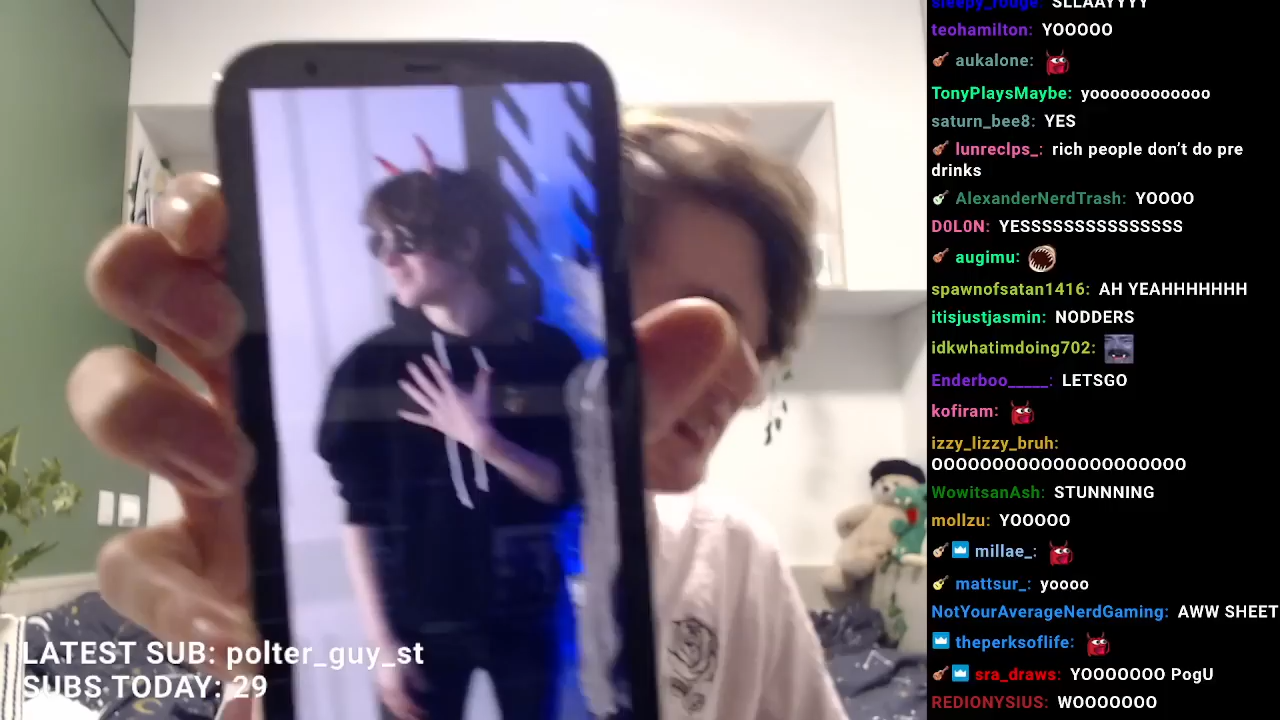 sleepy_rouge: SLLAAYYYY
teohamilton: YOOOOO
aukalone:
TonyPlaysMaybe: yoooooooooooo
saturn_bee8: YES
lunreclps_: rich people don't do pre
drinks
AlexanderNerdTrash: YOOOO
D0L0N: YESSSSSSSSSSSSSSS
augimu:
spawnofsatan1416: AH YEAHHHHHHH
itisjustjasmin: NODDERS
idkwhatimdoing702:
Enderboo_____: LETSGO
kofiram:
izzy_lizzy_bruh:
OOOOOOOOOOOOOOOOOOOOO
WowitsanAsh: STUNNNING
mollzu: YOOOOO
millae_:
mattsur_: yoooo
NotYourAverageNerdGaming: AWW SHEET
theperksoflife:
sra_draws: YOOOOOOO PogU
REDIONYSIUS: WOOOOOOO
LATEST SUB: polter_guy_st
SUBS TODAY: 29